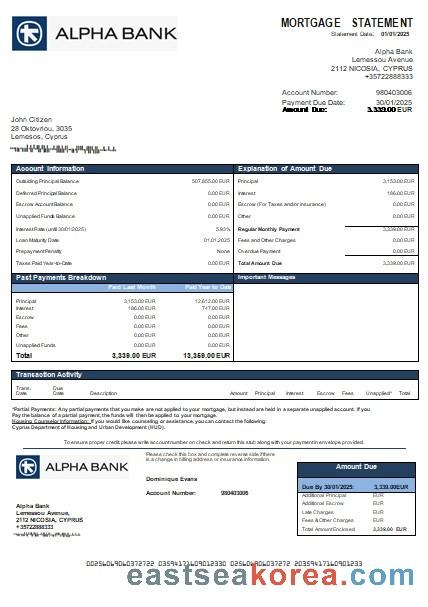 ALPHA BANK
MORTGAGE STATEMENT
Statement Date: 01/01/2025
Alpha Bank
Lemessou Avenue
2112 NICOSIA, CYPRUS
+35722888333
Account Number: 980403006
Payment Due Date: 30/01/2025
Amount Due: 3,339.00 EUR
John Citizen
28 Oktovriou, 3035
Lemesos, Cyprus
Account Information
Outstanding Principal Balance 507,855.00 EUR
Deferred Principal Balance 0.00 EUR
Escrow Account Balance 0.00 EUR
Unapplied Funds Balance 0.00 EUR
Interest Rate (until 30/01/2025) 5.93%
Loan Maturity Date 01.01.2025
Prepayment Penalty None
Taxes Paid Year-to-Date 0.00 EUR
Explanation of Amount Due
Principal 3,153.00 EUR
Interest 186.00 EUR
Escrow (For Taxes and/or Insurance) 0.00 EUR
Other 0.00 EUR
Regular Monthly Payment 3,339.00 EUR
Fees and Other Charges 0.00 EUR
Overdue Payment 0.00 EUR
Total Amount Due 3,339.00 EUR
Past Payments Breakdown
Paid Last Month Paid Year to Date
Principal 3,153.00 EUR 12,612.00 EUR
Interest 186.00 EUR 747.00 EUR
Escrow 0.00 EUR 0.00 EUR
Fees 0.00 EUR 0.00 EUR
Other 0.00 EUR 0.00 EUR
Unapplied Funds 0.00 EUR 0.00 EUR
Total 3,339.00 EUR 13,359.00 EUR
Important Messages
Transaction Activity
Trans. Date Due Date Description Amount Principal Interest Escrow Fees Unapplied* Total
*Partial Payments: Any partial payments that you make are not applied to your mortgage, but instead are held in a separate unapplied account. If you
Pay the balance of a partial payment, the funds will then be applied to your mortgage.
Housing Counselor Information: If you would like counseling or assistance, you can contact the following:
Cyprus Department of Housing and Urban Development (HUD).
To ensure proper credit please write account number on check and return this stub along with your payment in envelope provided.
ALPHA BANK
Please check this box and complete reverse side if there
is a change in billing address or insurance information.
Dominique Evans
Account Number: 980403006
Alpha Bank
Lemessou Avenue,
2112 NICOSIA, CYPRUS
+35722888333
Amount Due
Due By 30/01/2025: 3,339.00EUR
Additional Principal EUR
Additional Escrow EUR
Late Charges EUR
Fees & Other Charges EUR
Total Amount Enclosed 3,339.00 EUR
eastseakorea.com